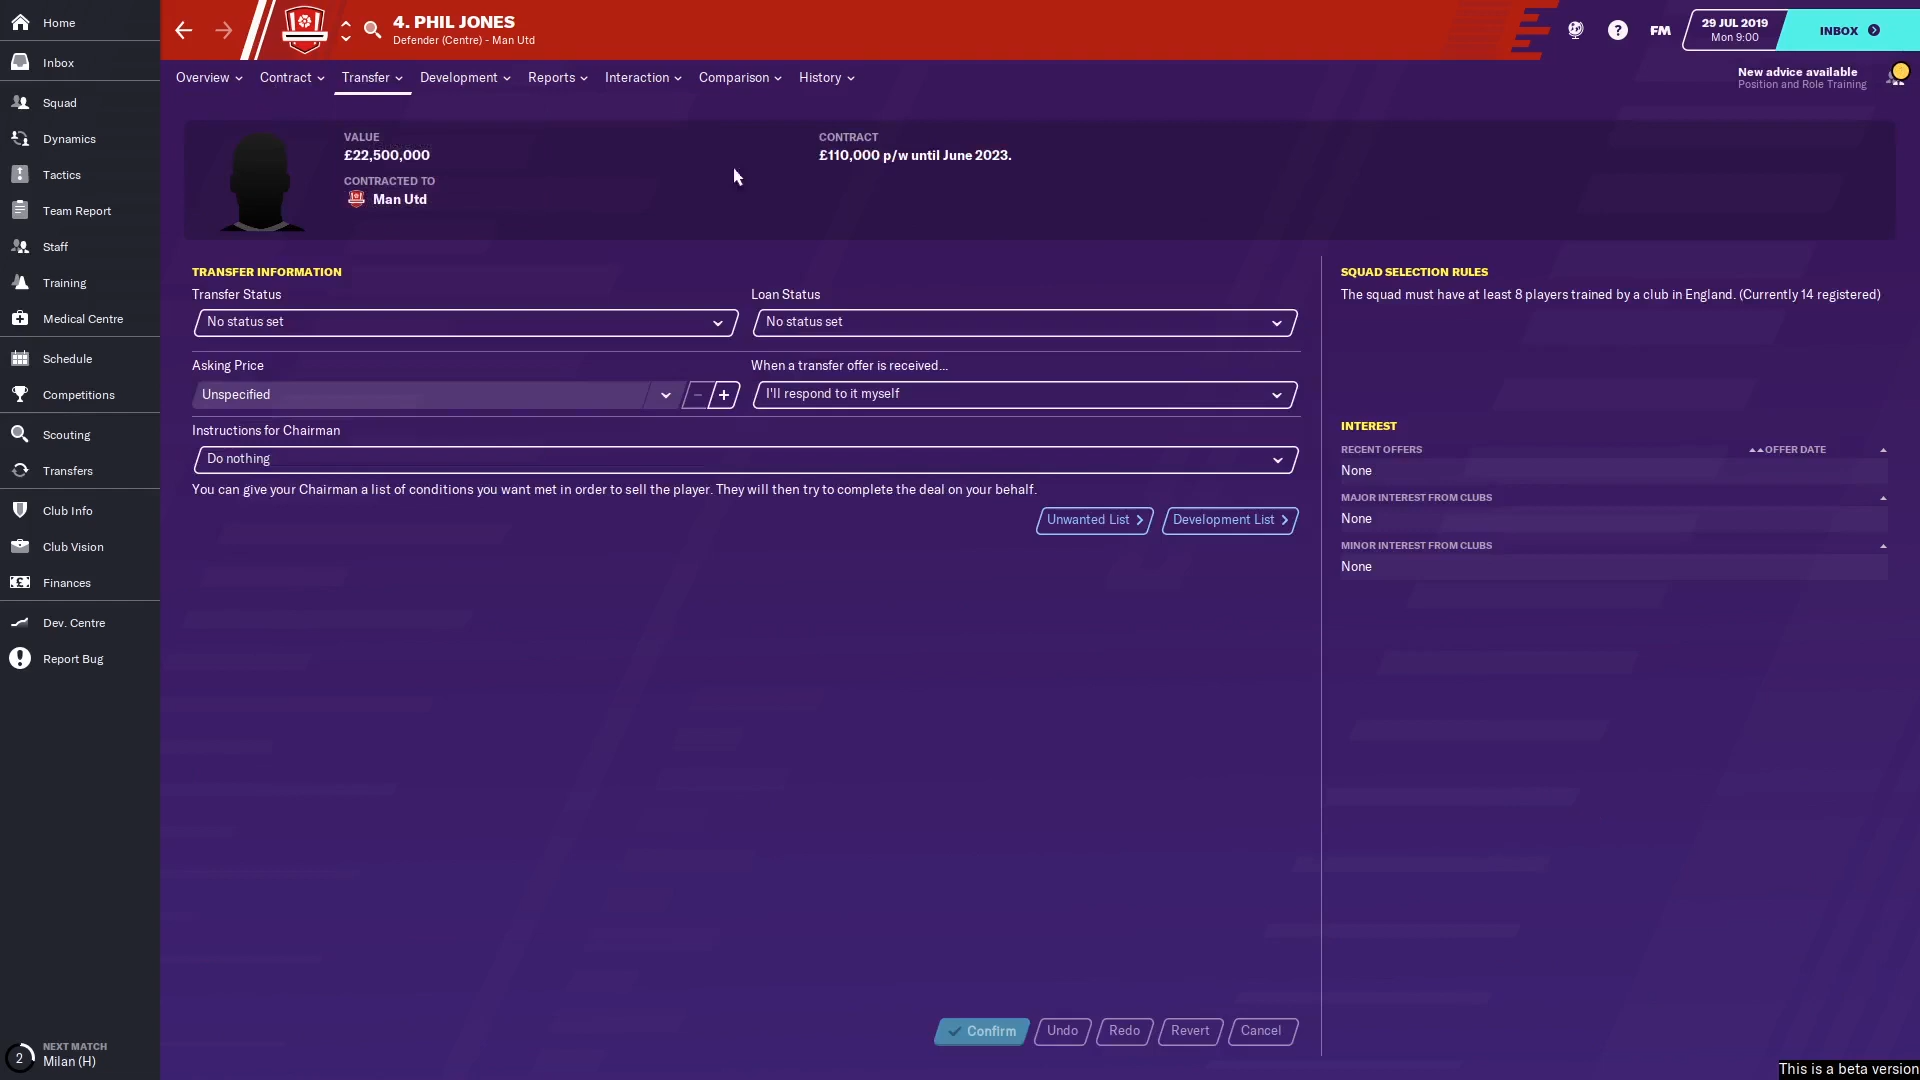 Home
Inbox
Squad
Dynamics
Tactics
Team Report
Staff
Training
Medical Centre
Schedule
Competitions
Scouting
Transfers
Club Info
Club Vision
Finances
Dev. Centre
Report Bug
2
NEXT MATCH
Milan (H)
4. PHIL JONES
Defender (Centre) - Man Utd
?
FM
29 JUL 2019
Mon 9:00
INBOX
Overview Contract Transfer Development Reports Interaction Comparison History
New advice available
Position and Role Training
VALUE
£22,500,000
CONTRACTED TO
Man Utd
CONTRACT
£110,000 p/w until June 2023.
TRANSFER INFORMATION
Transfer Status
No status set
Loan Status
No status set
Asking Price
Unspecified
- +
When a transfer offer is received...
I'll respond to it myself
Instructions for Chairman
Do nothing
You can give your Chairman a list of conditions you want met in order to sell the player. They will then try to complete the deal on your behalf.
Unwanted List Development List
SQUAD SELECTION RULES
The squad must have at least 8 players trained by a club in England. (Currently 14 registered)
INTEREST
RECENT OFFERS OFFER DATE
None
MAJOR INTEREST FROM CLUBS
None
MINOR INTEREST FROM CLUBS
None
Confirm Undo Redo Revert Cancel
This is a beta version